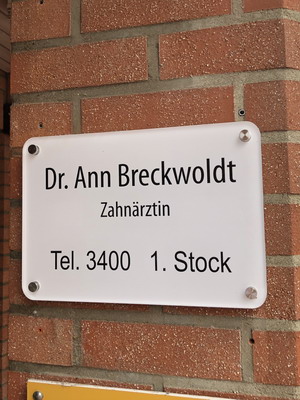 Dr. Ann Breckwoldt
Zahnärztin
Tel. 3400 1. Stock